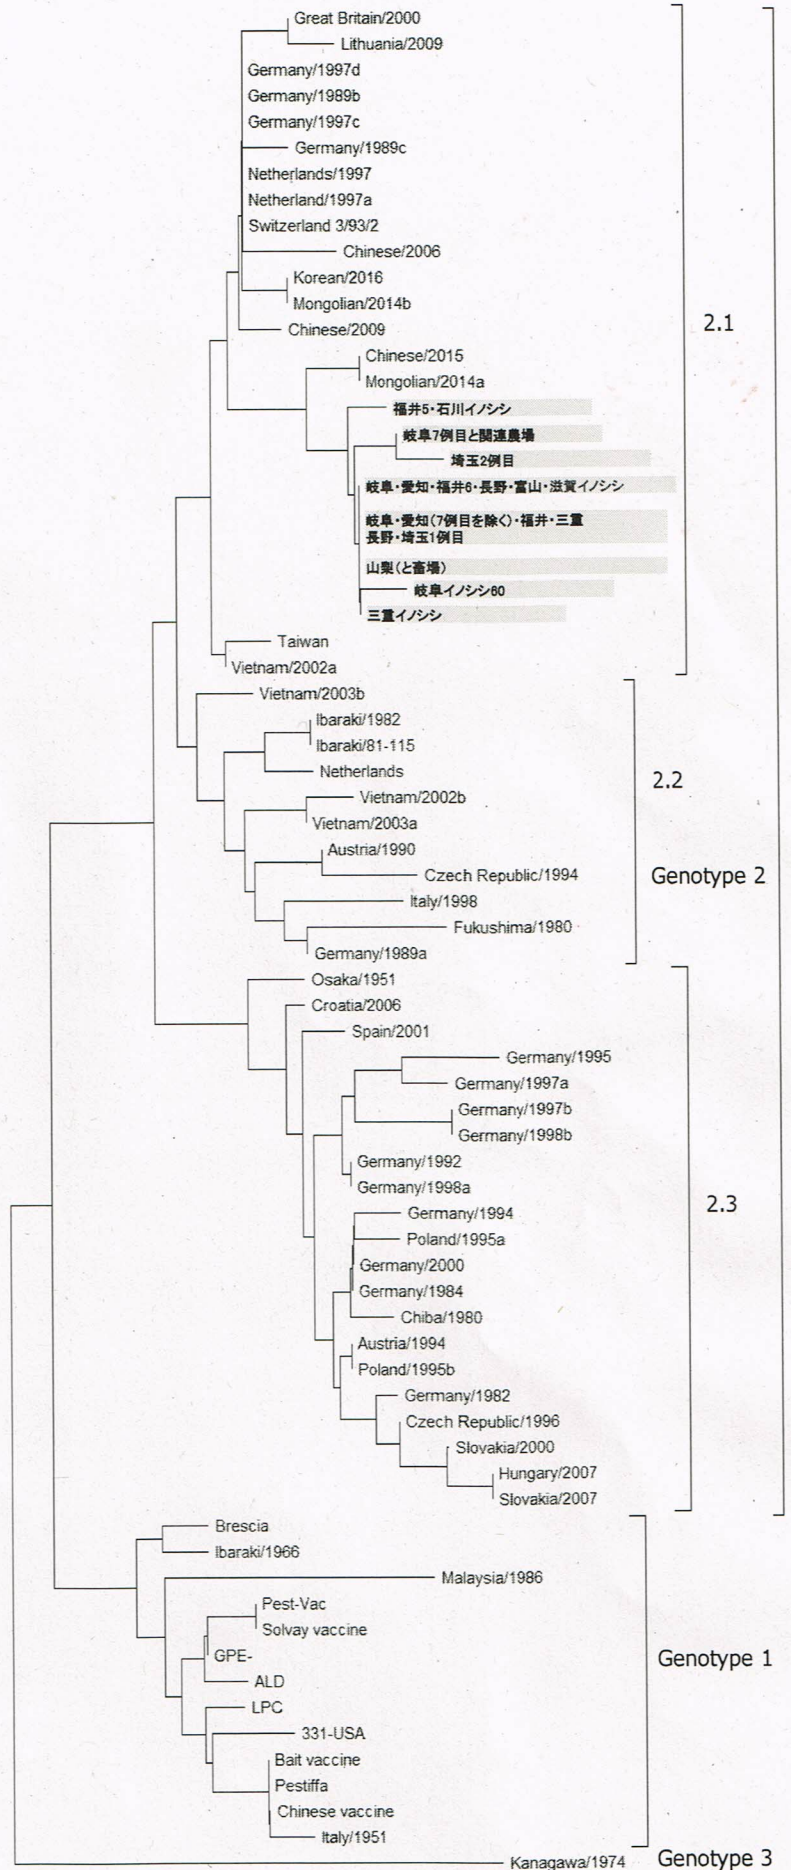 Great Britain/2000
Lithuania/2009
Germany/1997d
Germany/1989b
Germany/1997c
Germany/1989c
Netherlands/1997
Netherland/1997a
Switzerland 3/93/2
Chinese/2006
Korean/2016
Mongolian/2014b
Chinese/2009
2.1
Chinese/2015
Mongolian/2014a
福井5・石川イノシシ
岐阜7例目と関連農場
埼玉2例目
岐阜・愛知・福井6・長野・富山・滋賀イノシシ
岐阜・愛知(7例目を除く)・福井・三重
長野・埼玉1例目
山梨(と畜場)
岐阜イノシシ60
三重イノシシ
Taiwan
Vietnam/2002a
Vietnam/2003b
Ibaraki/1982
Ibaraki/81-115
Netherlands
2.2
Vietnam/2002b
Vietnam/2003a
Austria/1990
Czech Republic/1994
Genotype 2
Italy/1998
Fukushima/1980
Germany/1989a
Osaka/1951
Croatia/2006
Spain/2001
Germany/1995
Germany/1997a
Germany/1997b
Germany/1998b
Germany/1992
Germany/1998a
2.3
Germany/1994
Poland/1995a
Germany/2000
Germany/1984
Chiba/1980
Austria/1994
Poland/1995b
Germany/1982
Czech Republic/1996
Slovakia/2000
Hungary/2007
Slovakia/2007
Brescia
Ibaraki/1966
Malaysia/1986
Pest-Vac
Solvay vaccine
GPE-
Genotype 1
ALD
LPC
331-USA
Bait vaccine
Pestiffa
Chinese vaccine
Italy/1951
Kanagawa/1974
Genotype 3